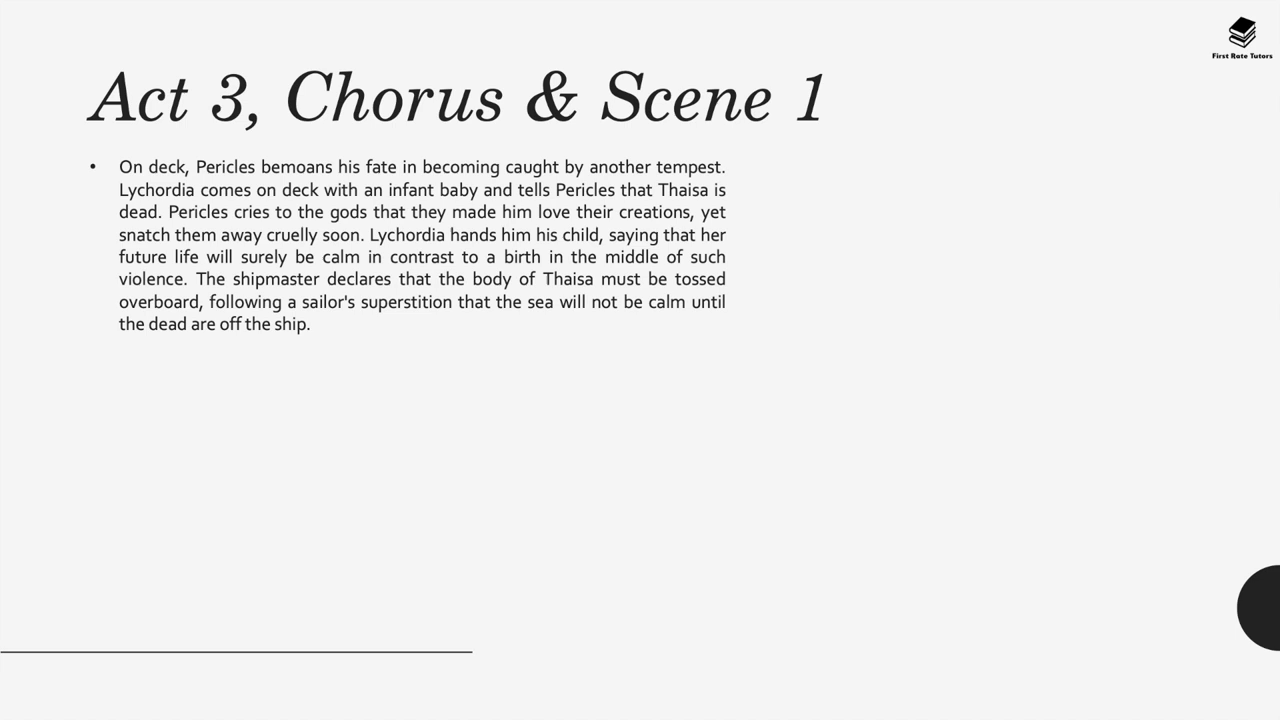 First Rate Tutors
Act 3, Chorus & Scene 1
• On deck, Pericles bemoans his fate in becoming caught by another tempest.
Lychordia comes on deck with an infant baby and tells Pericles that Thaisa is
dead. Pericles cries to the gods that they made him love their creations, yet
snatch them away cruelly soon. Lychordia hands him his child, saying that her
future life will surely be calm in contrast to a birth in the middle of such
violence. The shipmaster declares that the body of Thaisa must be tossed
overboard, following a sailor's superstition that the sea will not be calm until
the dead are off the ship.